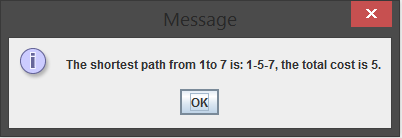 Message
The shortest path from 1to 7 is: 1-5-7, the total cost is 5.
OK